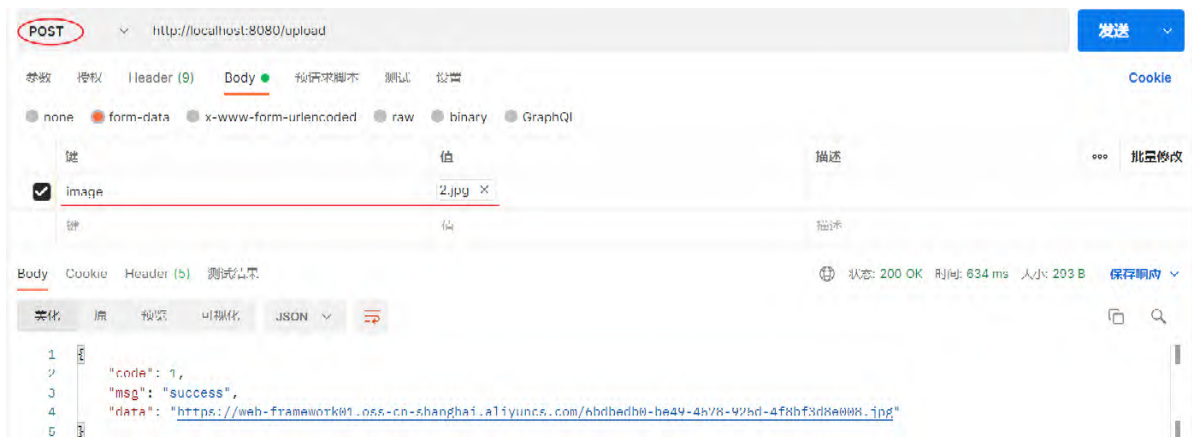 POST http://localhost:8080/upload 发送
参数 授权 Header (9) Body 预请求脚本 测试 设置 Cookie
none form-data x-www-form-urlencoded raw binary GraphQL
键 值 描述 ooo 批量修改
image 2.jpg ×
键 值 描述
Body Cookie Header (5) 测试结果 状态: 200 OK 时间: 634 ms 大小: 293 B 保存响应
美化 原 预览 可视化 JSON
1 {
2 "code": 1,
3 "msg": "success",
4 "data": "https://web-framework01.oss-cn-shanghai.aliyuncs.com/6bdbedb0-be49-4578-925d-4f8bf3d8e008.jpg"
5 }